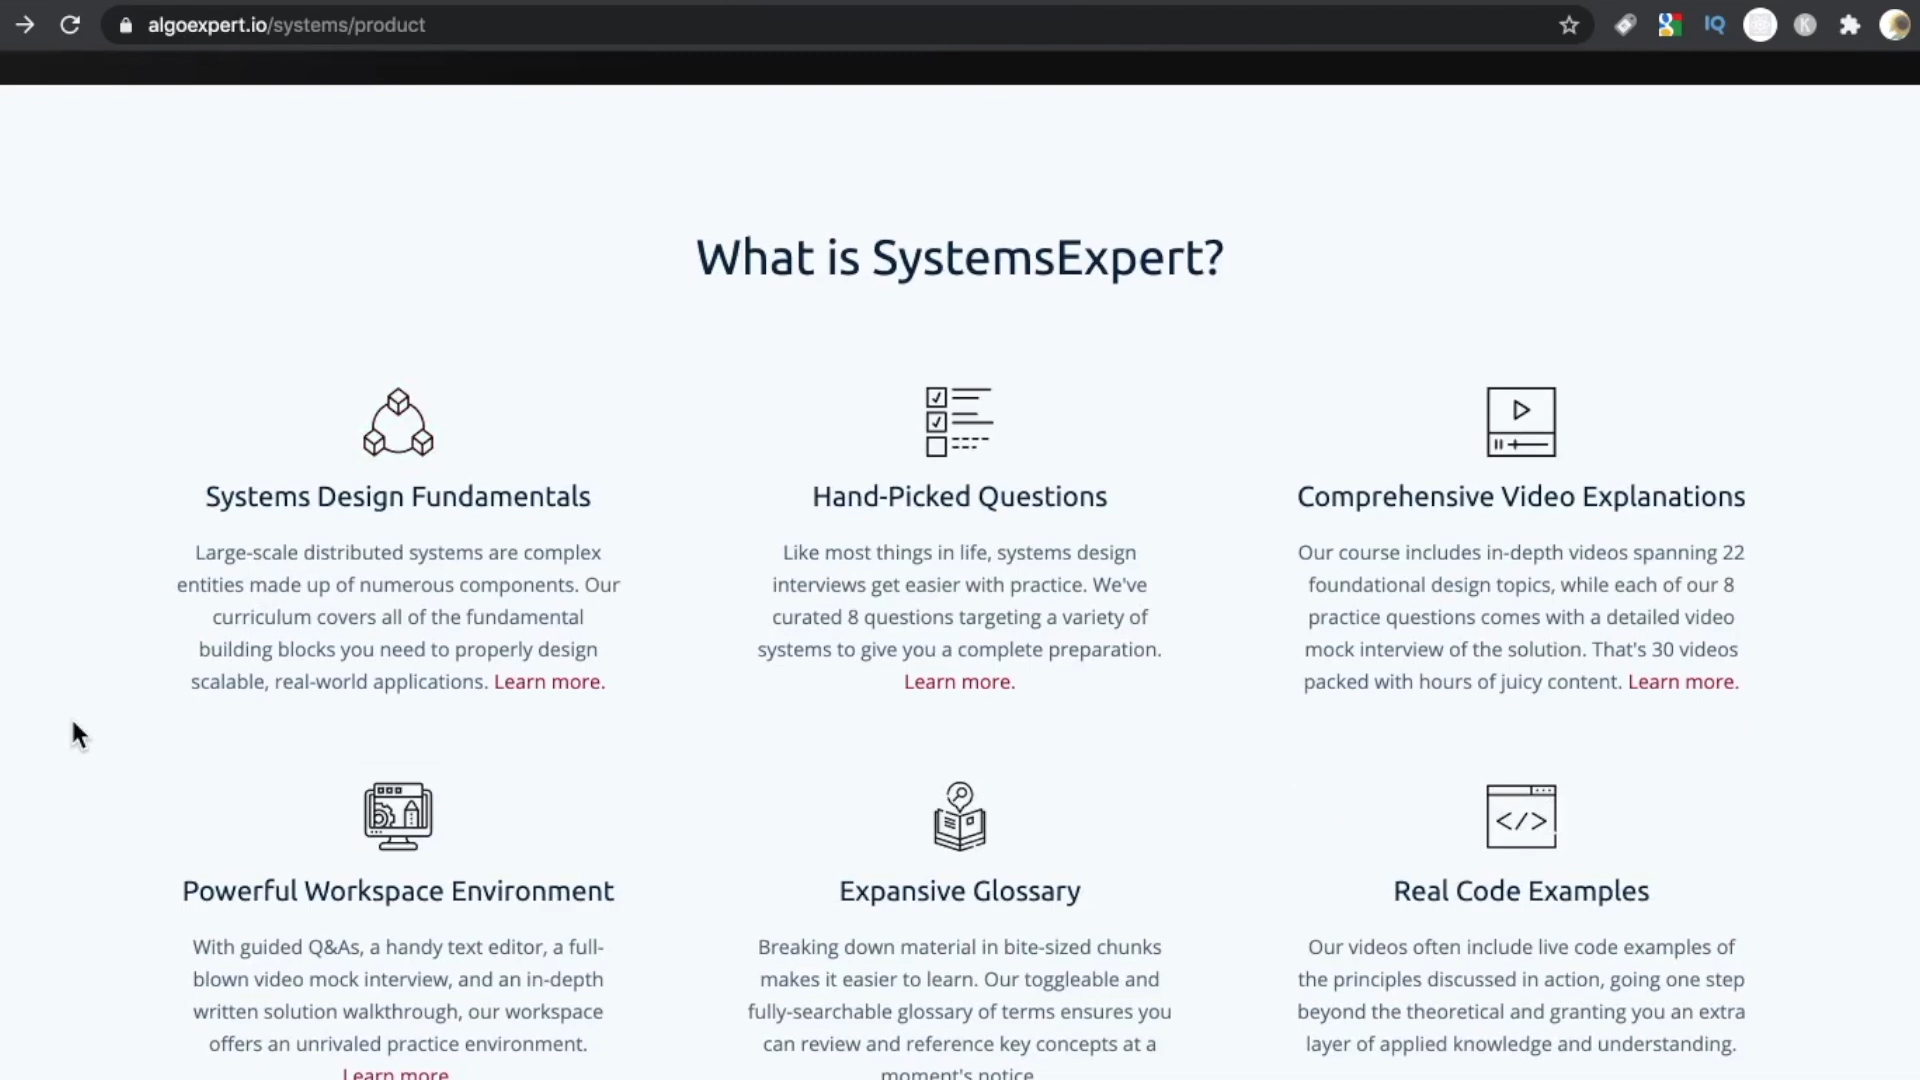 algoexpert.io/systems/product
IQ
K
What is SystemsExpert?
Systems Design Fundamentals
Large-scale distributed systems are complex
entities made up of numerous components. Our
curriculum covers all of the fundamental
building blocks you need to properly design
scalable, real-world applications. Learn more.
Hand-Picked Questions
Like most things in life, systems design
interviews get easier with practice. We've
curated 8 questions targeting a variety of
systems to give you a complete preparation.
Learn more.
Comprehensive Video Explanations
Our course includes in-depth videos spanning 22
foundational design topics, while each of our 8
practice questions comes with a detailed video
mock interview of the solution. That's 30 videos
packed with hours of juicy content. Learn more.
Powerful Workspace Environment
With guided Q&As, a handy text editor, a full-
blown video mock interview, and an in-depth
written solution walkthrough, our workspace
offers an unrivaled practice environment.
Learn more.
Expansive Glossary
Breaking down material in bite-sized chunks
makes it easier to learn. Our toggleable and
fully-searchable glossary of terms ensures you
can review and reference key concepts at a
moment's notice.
Real Code Examples
Our videos often include live code examples of
the principles discussed in action, going one step
beyond the theoretical and granting you an extra
layer of applied knowledge and understanding.